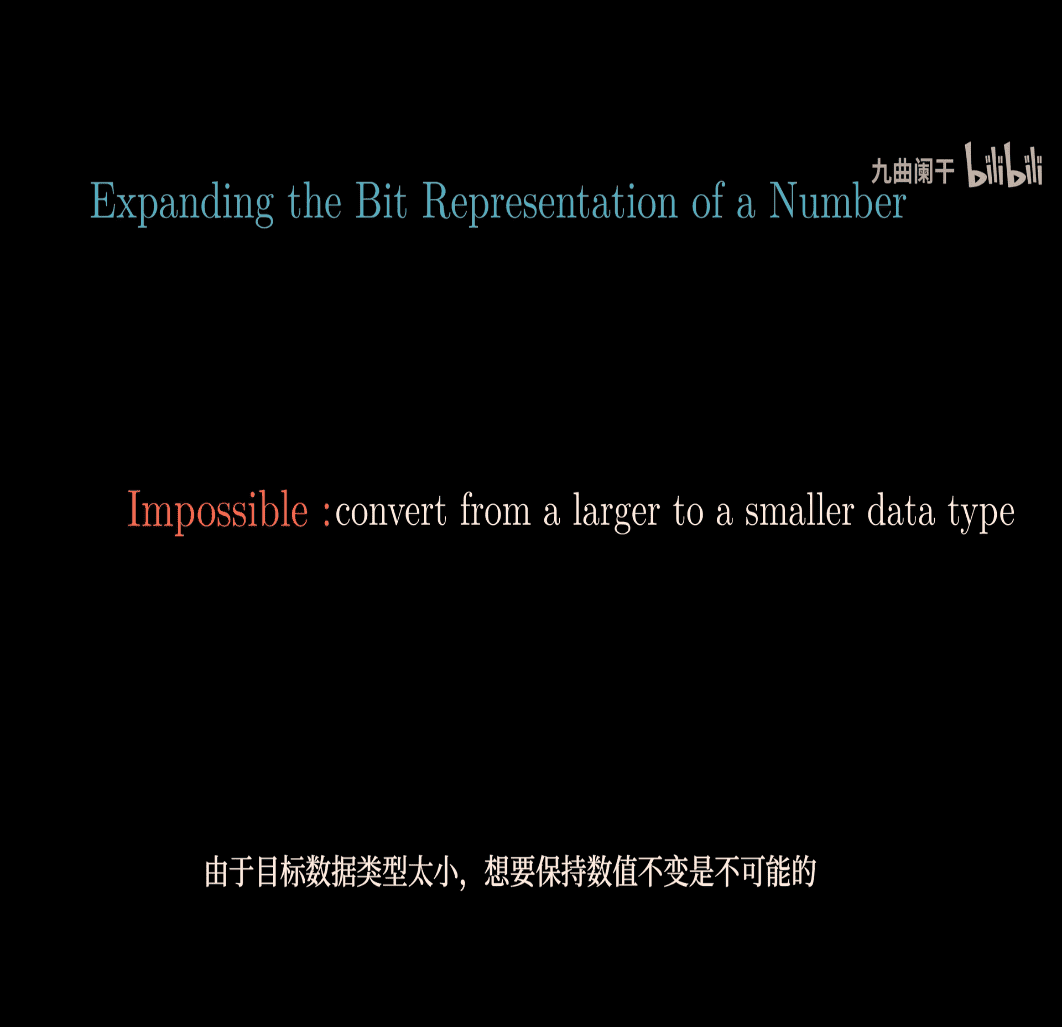 九曲阑干 bilibili
Expanding the Bit Representation of a Number
Impossible :convert from a larger to a smaller data type
由于目标数据类型太小，想要保持数值不变是不可能的